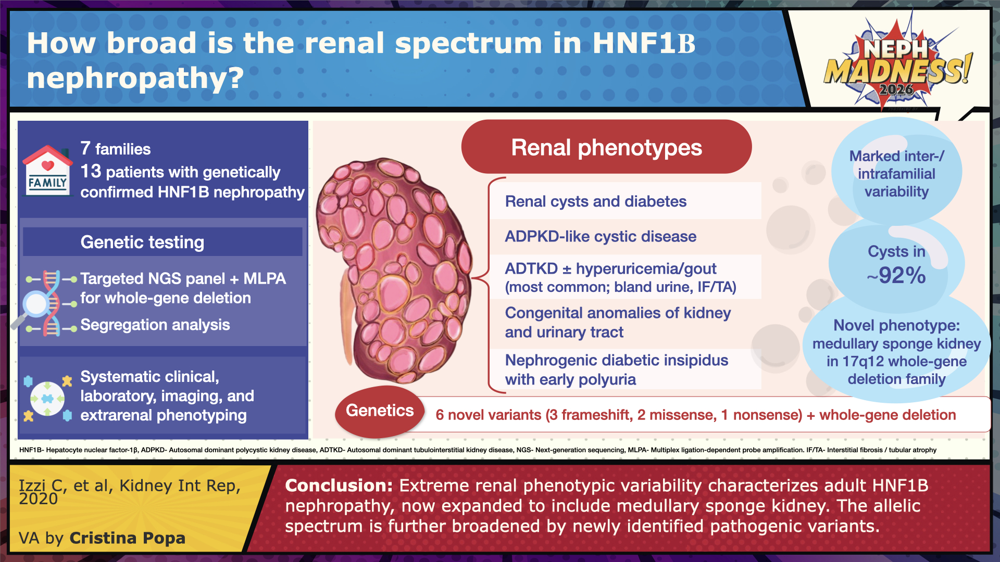 How broad is the renal spectrum in HNF1B
nephropathy?
NEPH
MADNESS!
2026
7 families
13 patients with genetically
confirmed HNF1B nephropathy
FAMILY
Genetic testing
Targeted NGS panel + MLPA
for whole-gene deletion
Segregation analysis
Systematic clinical,
laboratory, imaging, and
extrarenal phenotyping
Renal phenotypes
Renal cysts and diabetes
ADPKD-like cystic disease
ADTKD ± hyperuricemia/gout
(most common; bland urine, IF/TA)
Congenital anomalies of kidney
and urinary tract
Nephrogenic diabetic insipidus
with early polyuria
Marked inter-/
intrafamilial
variability
Cysts in
~92%
Novel phenotype:
medullary sponge kidney
in 17q12 whole-gene
deletion family
Genetics
6 novel variants (3 frameshift, 2 missense, 1 nonsense) + whole-gene deletion
HNF1B- Hepatocyte nuclear factor-1β, ADPKD- Autosomal dominant polycystic kidney disease, ADTKD- Autosomal dominant tubulointerstitial kidney disease, NGS- Next-generation sequencing, MLPA- Multiplex ligation-dependent probe amplification. IF/TA- Interstitial fibrosis / tubular atrophy
Izzi C, et al, Kidney Int Rep,
2020
VA by Cristina Popa
Conclusion: Extreme renal phenotypic variability characterizes adult HNF1B
nephropathy, now expanded to include medullary sponge kidney. The allelic
spectrum is further broadened by newly identified pathogenic variants.